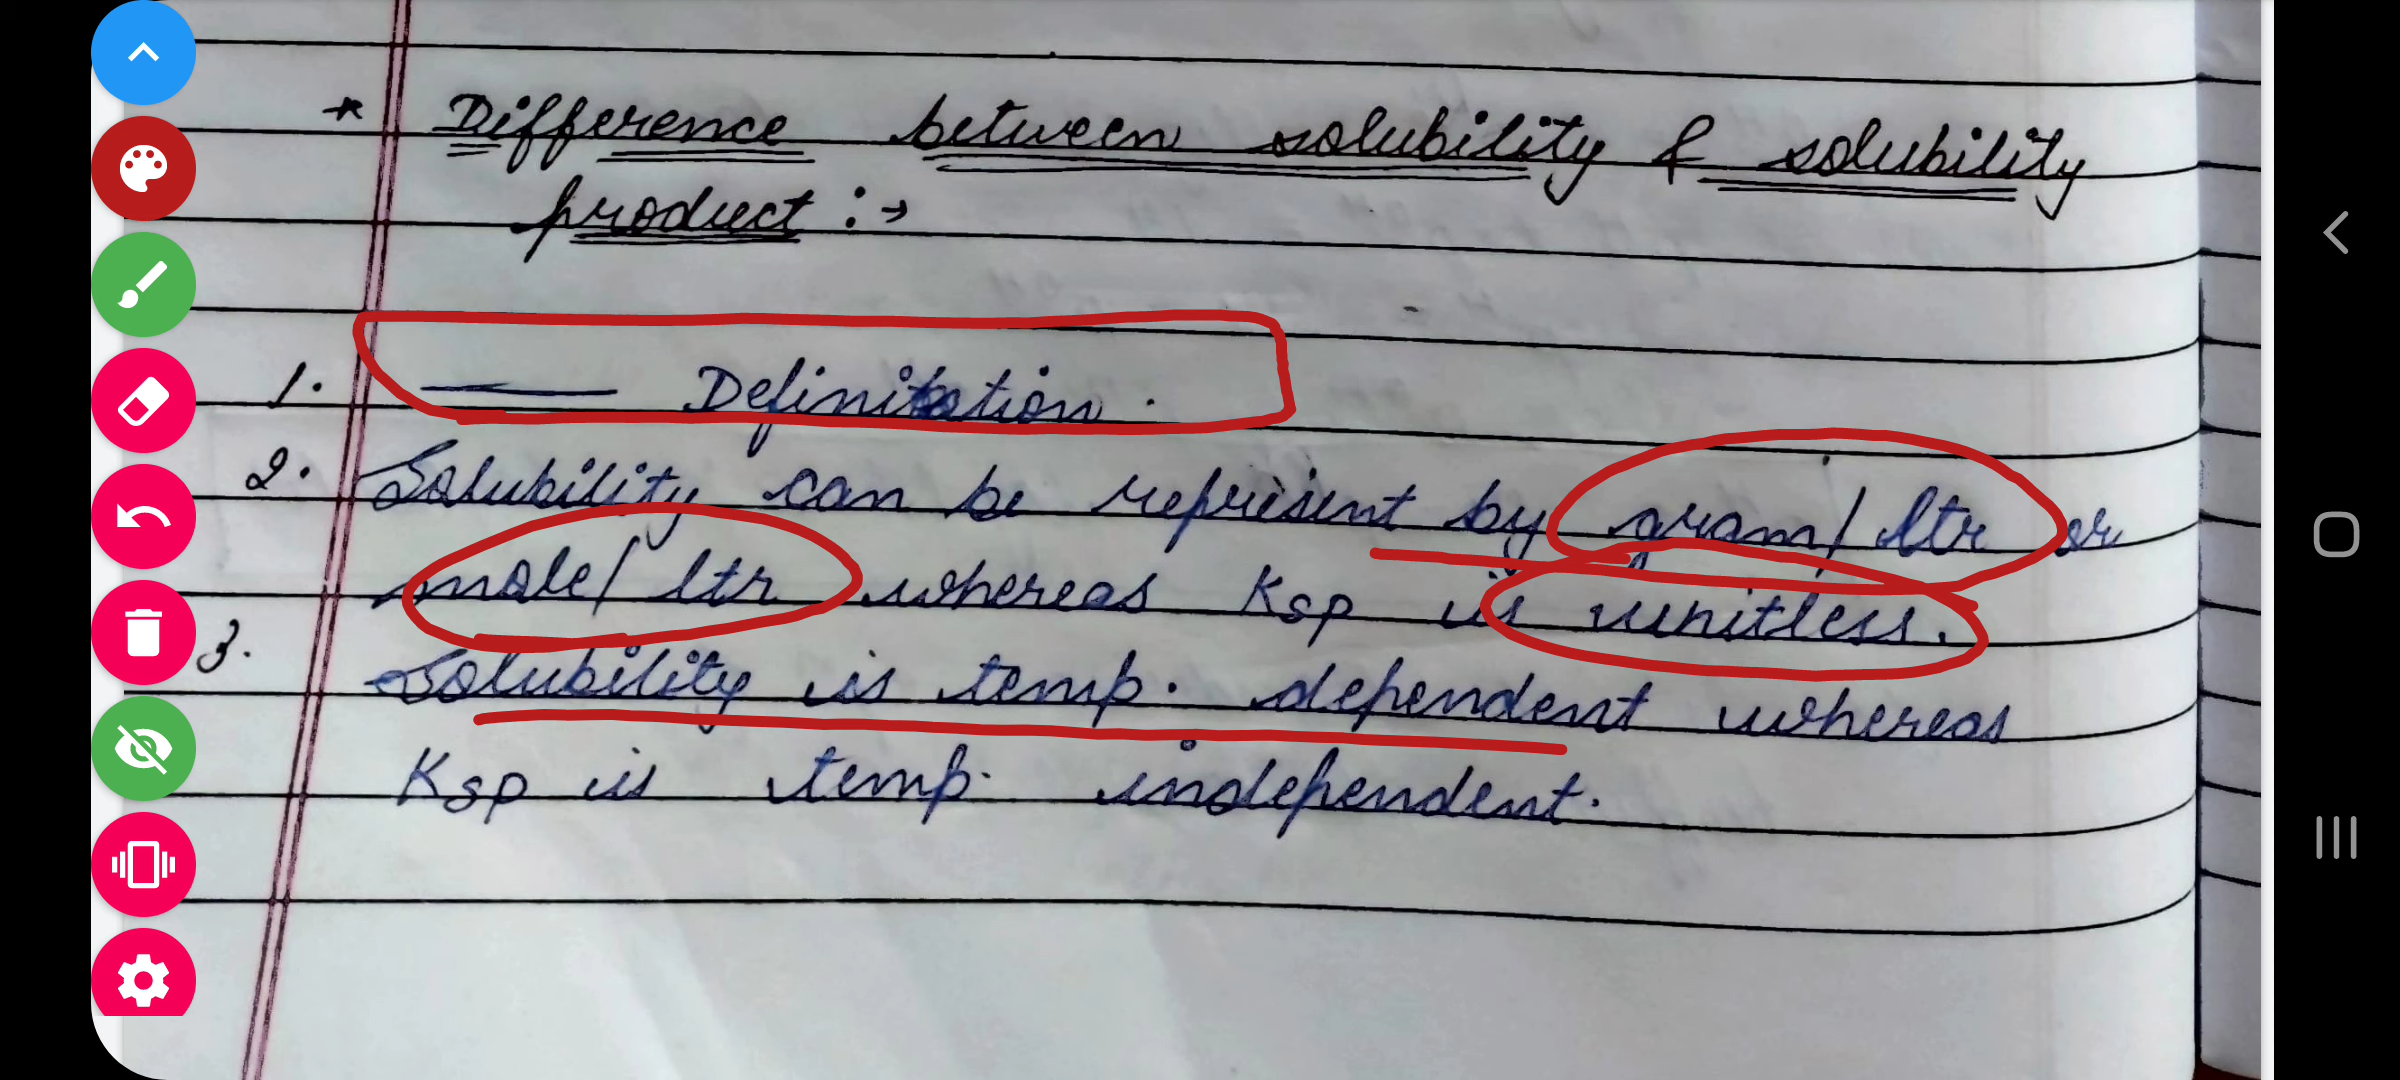 * Difference between solubility & solubility
product :→
1. —— Definition.
2. Solubility can be represent by gram/ltr or
mole/ltr whereas Ksp is unitless.
3. Solubility is temp. dependent whereas
Ksp is temp. independent.